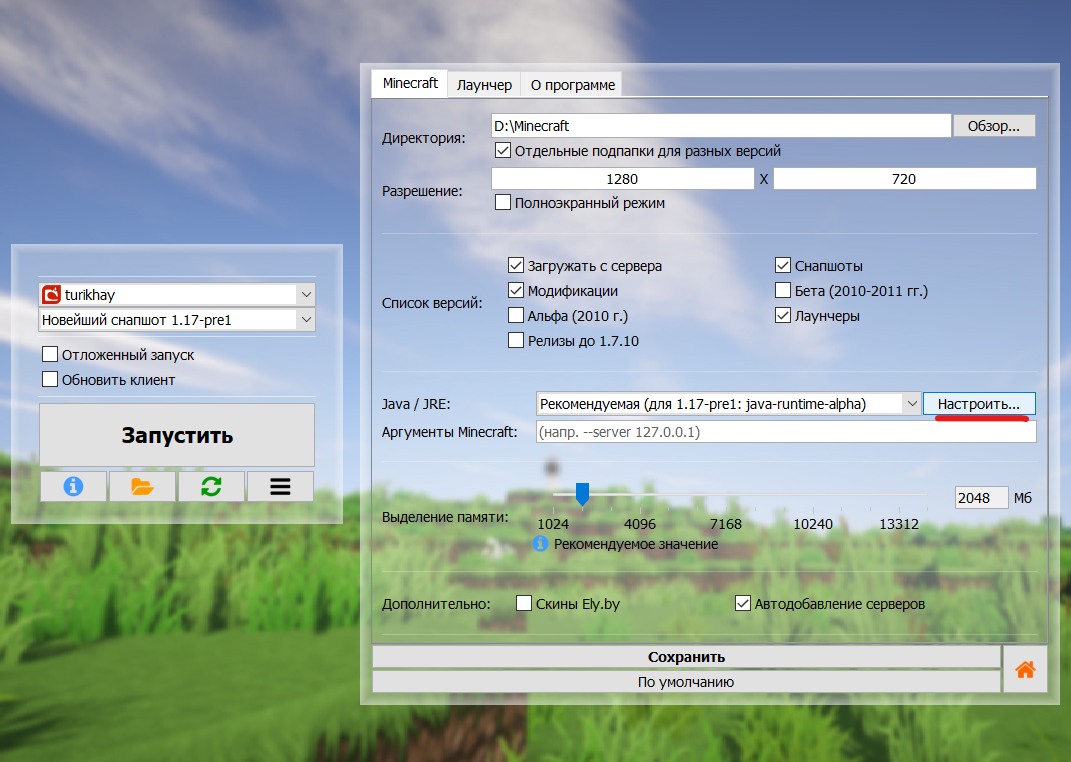 turikhay
Новейший снапшот 1.17-pre1
Отложенный запуск
Обновить клиент
Запустить
Minecraft Лаунчер О программе
Директория: D:\Minecraft Обзор...
Отдельные подпапки для разных версий
Разрешение: 1280 X 720
Полноэкранный режим
Список версий:
Загружать с сервера Снапшоты
Модификации Бета (2010-2011 гг.)
Альфа (2010 г.) Лаунчеры
Релизы до 1.7.10
Java / JRE: Рекомендуемая (для 1.17-pre1: java-runtime-alpha) Настроить...
Аргументы Minecraft: (напр. --server 127.0.0.1)
Выделение памяти: 2048 Мб
1024 4096 7168 10240 13312
Рекомендуемое значение
Дополнительно: Скины Ely.by Автодобавление серверов
Сохранить
По умолчанию